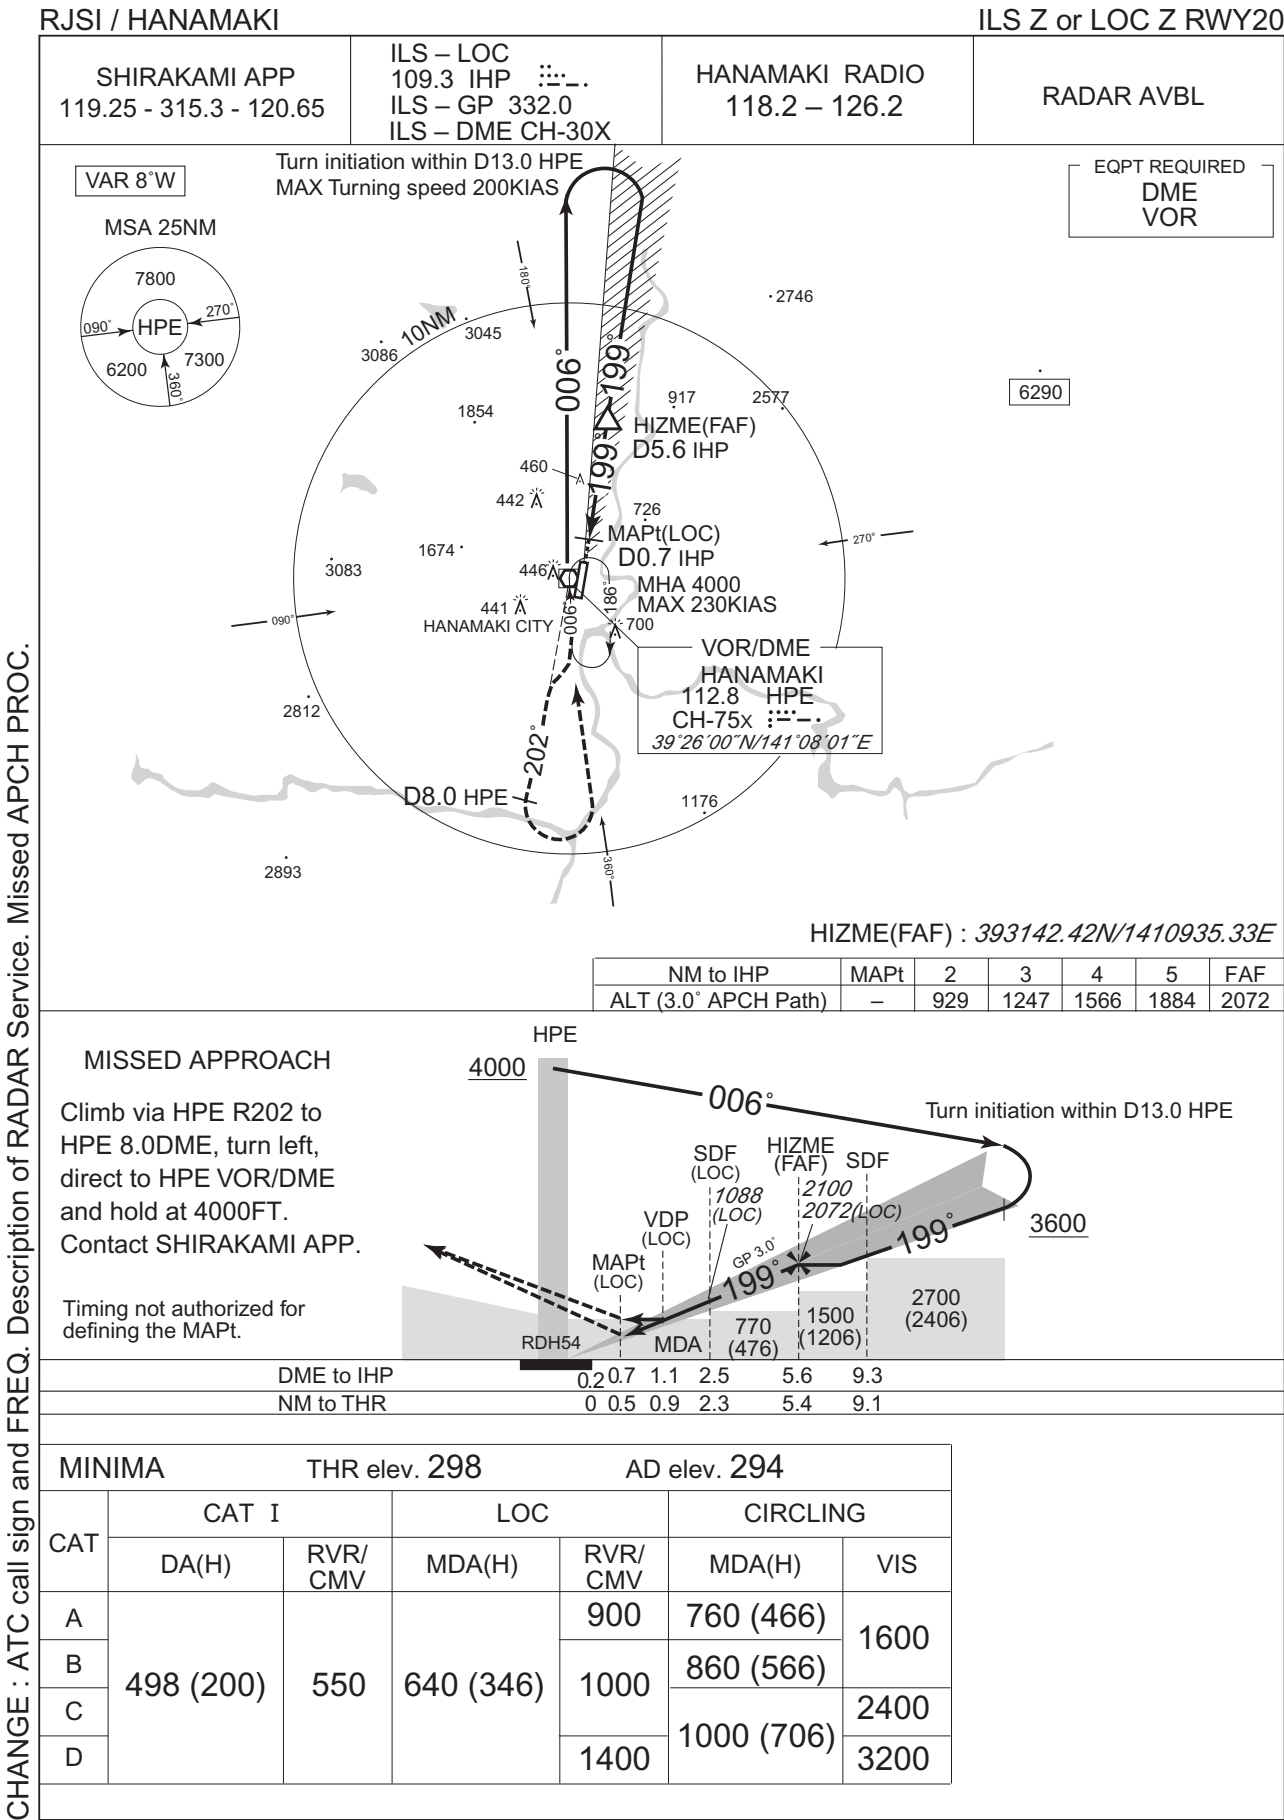 RJSI / HANAMAKI
ILS Z or LOC Z RWY20
SHIRAKAMI APP
119.25 - 315.3 - 120.65
ILS – LOC
109.3 IHP
ILS – GP 332.0
ILS – DME CH-30X
HANAMAKI RADIO
118.2 – 126.2
RADAR AVBL
VAR 8˚W
Turn initiation within D13.0 HPE
MAX Turning speed 200KIAS
EQPT REQUIRED
DME
VOR
MSA 25NM
7800
270˚
090˚
HPE
6200
7300
360˚
180˚
2746
10NM
3045
3086
006˚
199˚
6290
917
2577
1854
HIZME(FAF)
D5.6 IHP
199˚
460
442
726
MAPt(LOC)
D0.7 IHP
270˚
1674
3083
446
MHA 4000
MAX 230KIAS
186˚
441
HANAMAKI CITY
006˚
700
090˚
VOR/DME
HANAMAKI
112.8 HPE
CH-75x
39˚26´00˝N/141˚08´01˝E
2812
202˚
D8.0 HPE
1176
360˚
2893
HIZME(FAF) : 393142.42N/1410935.33E
NM to IHP MAPt 2 3 4 5 FAF
ALT (3.0˚ APCH Path) – 929 1247 1566 1884 2072
HPE
MISSED APPROACH
4000
006˚
Climb via HPE R202 to
HPE 8.0DME, turn left,
direct to HPE VOR/DME
and hold at 4000FT.
Contact SHIRAKAMI APP.
Turn initiation within D13.0 HPE
SDF
(LOC)
HIZME
(FAF)
SDF
1088
(LOC)
2100
2072(LOC)
VDP
(LOC)
3600
199˚
GP 3.0˚
199˚
MAPt
(LOC)
Timing not authorized for
defining the MAPt.
RDH54
MDA
770
(476)
1500
(1206)
2700
(2406)
DME to IHP 0.2 0.7 1.1 2.5 5.6 9.3
NM to THR 0 0.5 0.9 2.3 5.4 9.1
MINIMA THR elev. 298 AD elev. 294
CAT CAT I LOC CIRCLING
DA(H) RVR/CMV MDA(H) RVR/CMV MDA(H) VIS
A 498 (200) 550 640 (346) 900 760 (466) 1600
B 1000 860 (566)
C 1000 (706) 2400
D 1400 3200
CHANGE : ATC call sign and FREQ. Description of RADAR Service. Missed APCH PROC.